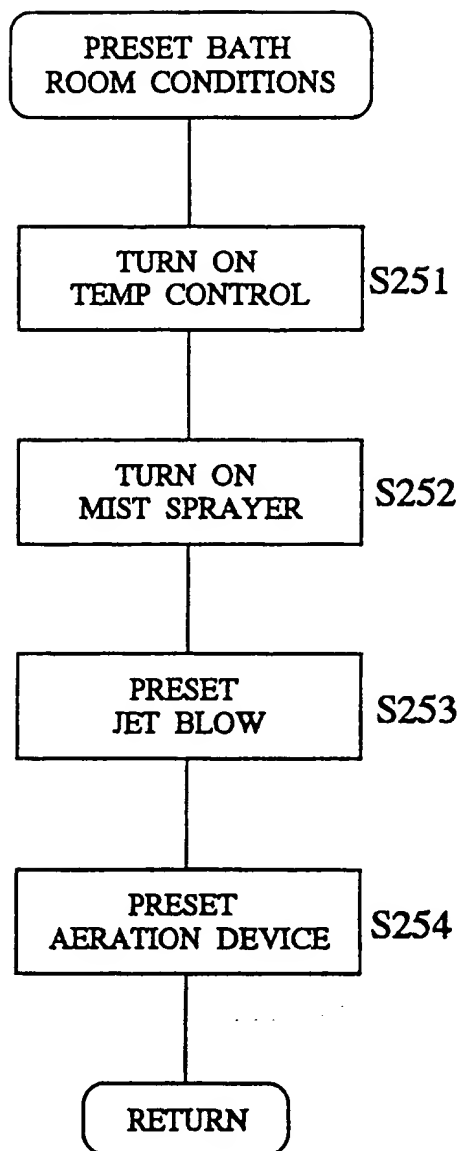 PRESET BATH
ROOM CONDITIONS
TURN ON
TEMP CONTROL
S251
TURN ON
MIST SPRAYER
S252
PRESET
JET BLOW
S253
PRESET
AERATION DEVICE
S254
RETURN